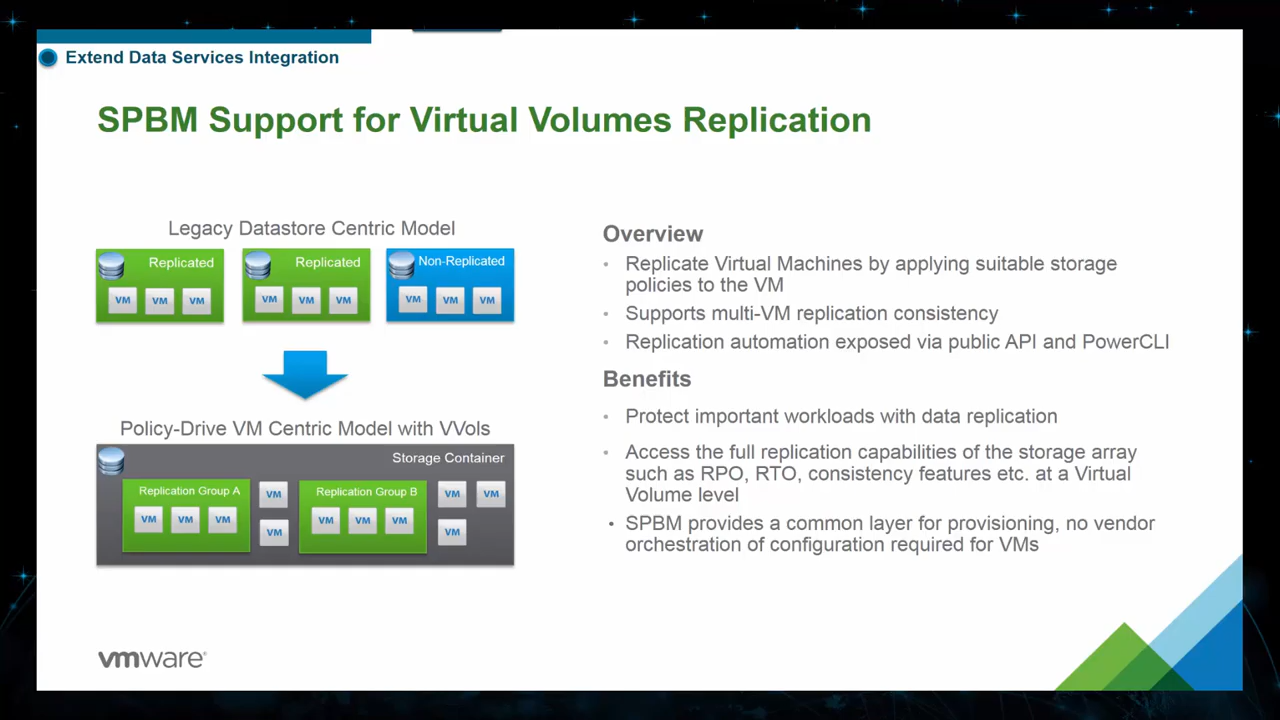 Extend Data Services Integration
SPBM Support for Virtual Volumes Replication
Legacy Datastore Centric Model
Replicated
VM VM VM
Replicated
VM VM VM
Non-Replicated
VM VM VM
Policy-Drive VM Centric Model with VVols
Storage Container
Replication Group A
VM VM VM
VM
VM
Replication Group B
VM VM VM
VM VM
VM
Overview
• Replicate Virtual Machines by applying suitable storage
policies to the VM
• Supports multi-VM replication consistency
• Replication automation exposed via public API and PowerCLI
Benefits
• Protect important workloads with data replication
• Access the full replication capabilities of the storage array
such as RPO, RTO, consistency features etc. at a Virtual
Volume level
• SPBM provides a common layer for provisioning, no vendor
orchestration of configuration required for VMs
vmware®